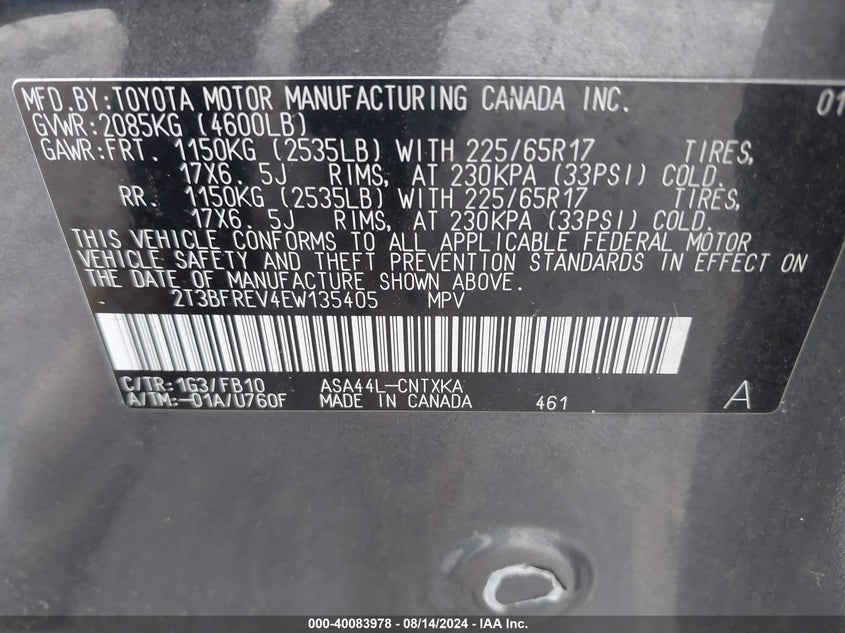 MFD.BY:TOYOTA MOTOR MANUFACTURING CANADA INC. 01
GVWR:2085KG (4600LB)
GAWR:FRT. 1150KG (2535LB) WITH 225/65R17 TIRES,
17X6. 5J RIMS, AT 230KPA (33PSI) COLD.
RR. 1150KG (2535LB) WITH 225/65R17 TIRES,
17X6. 5J RIMS, AT 230KPA (33PSI) COLD.
THIS VEHICLE CONFORMS TO ALL APPLICABLE FEDERAL MOTOR
VEHICLE SAFETY AND THEFT PREVENTION STANDARDS IN EFFECT ON
THE DATE OF MANUFACTURE SHOWN ABOVE.
2T3BFREV4EW135405 MPV
C/TR:1G3/FB10 ASA44L-CNTXKA
A/TM:-01A/U760F MADE IN CANADA 461 A
000-40083978 - 08/14/2024 - IAA Inc.